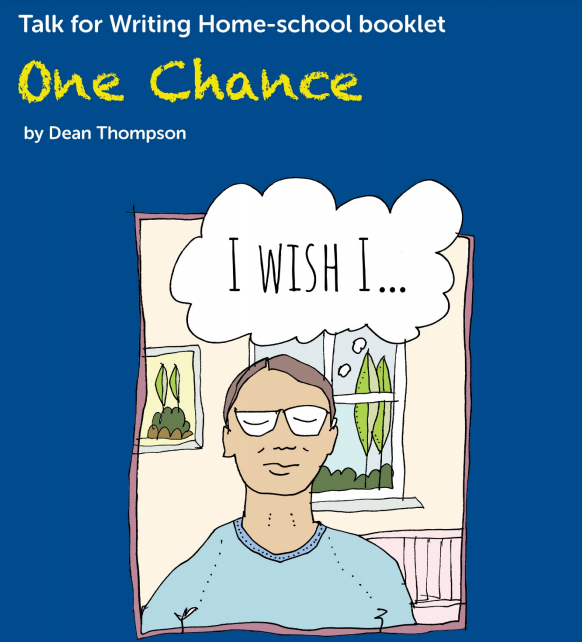 Talk for Writing Home-school booklet
One Chance
by Dean Thompson
I WISH I...